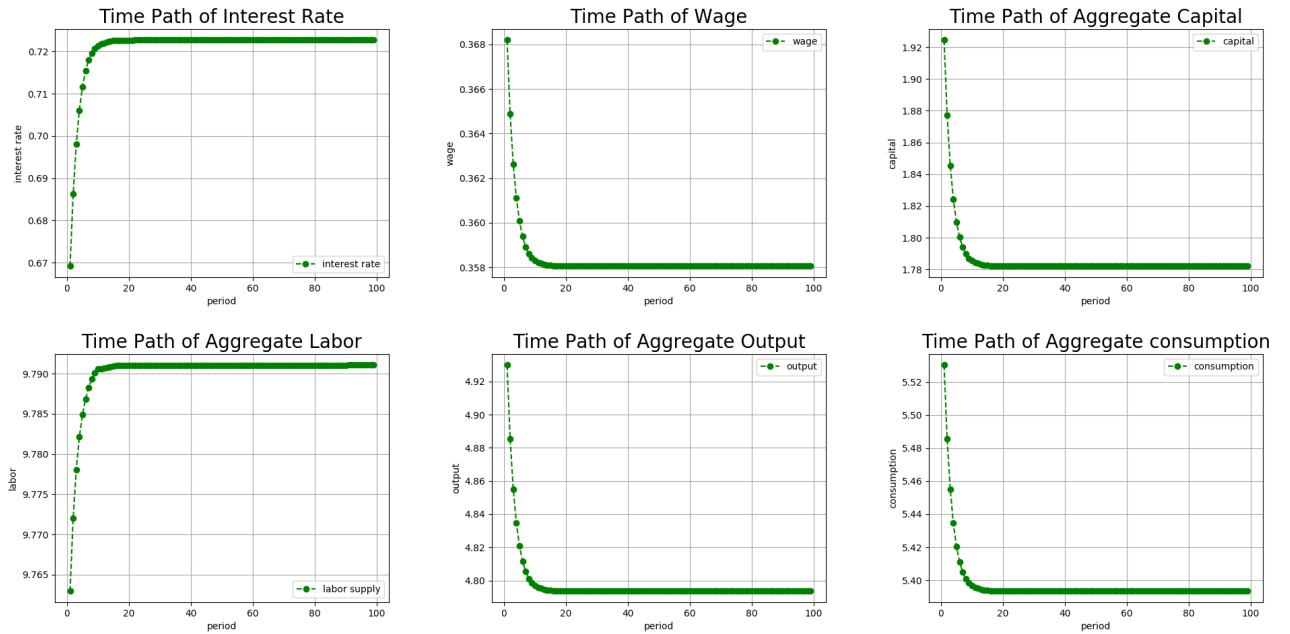 Time Path of Interest Rate
0.72
0.71
0.70
0.69
0.68
0.67
interest rate
interest rate
0 20 40 60 80 100
period
Time Path of Wage
0.368
0.366
0.364
0.362
0.360
0.358
wage
wage
0 20 40 60 80 100
period
Time Path of Aggregate Capital
1.92
1.90
1.88
1.86
1.84
1.82
1.80
1.78
capital
capital
0 20 40 60 80 100
period
Time Path of Aggregate Labor
9.790
9.785
9.780
9.775
9.770
9.765
labor
labor supply
0 20 40 60 80 100
period
Time Path of Aggregate Output
4.92
4.90
4.88
4.86
4.84
4.82
4.80
output
output
0 20 40 60 80 100
period
Time Path of Aggregate consumption
5.52
5.50
5.48
5.46
5.44
5.42
5.40
consumption
consumption
0 20 40 60 80 100
period